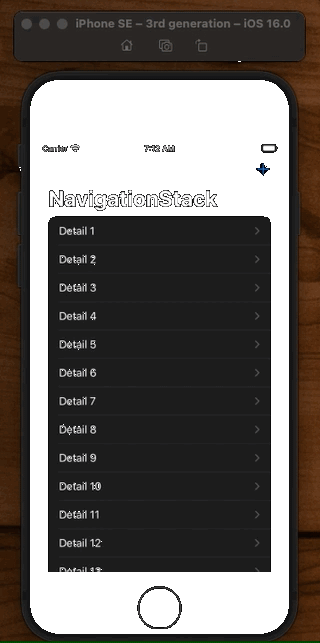 iPhone SE – 3rd generation – iOS 16.0
Carrier
7:12 AM
NavigationStack
Detail 1
Detail 2
Detail 3
Detail 4
Detail 5
Detail 6
Detail 7
Detail 8
Detail 9
Detail 10
Detail 11
Detail 12
Detail 13